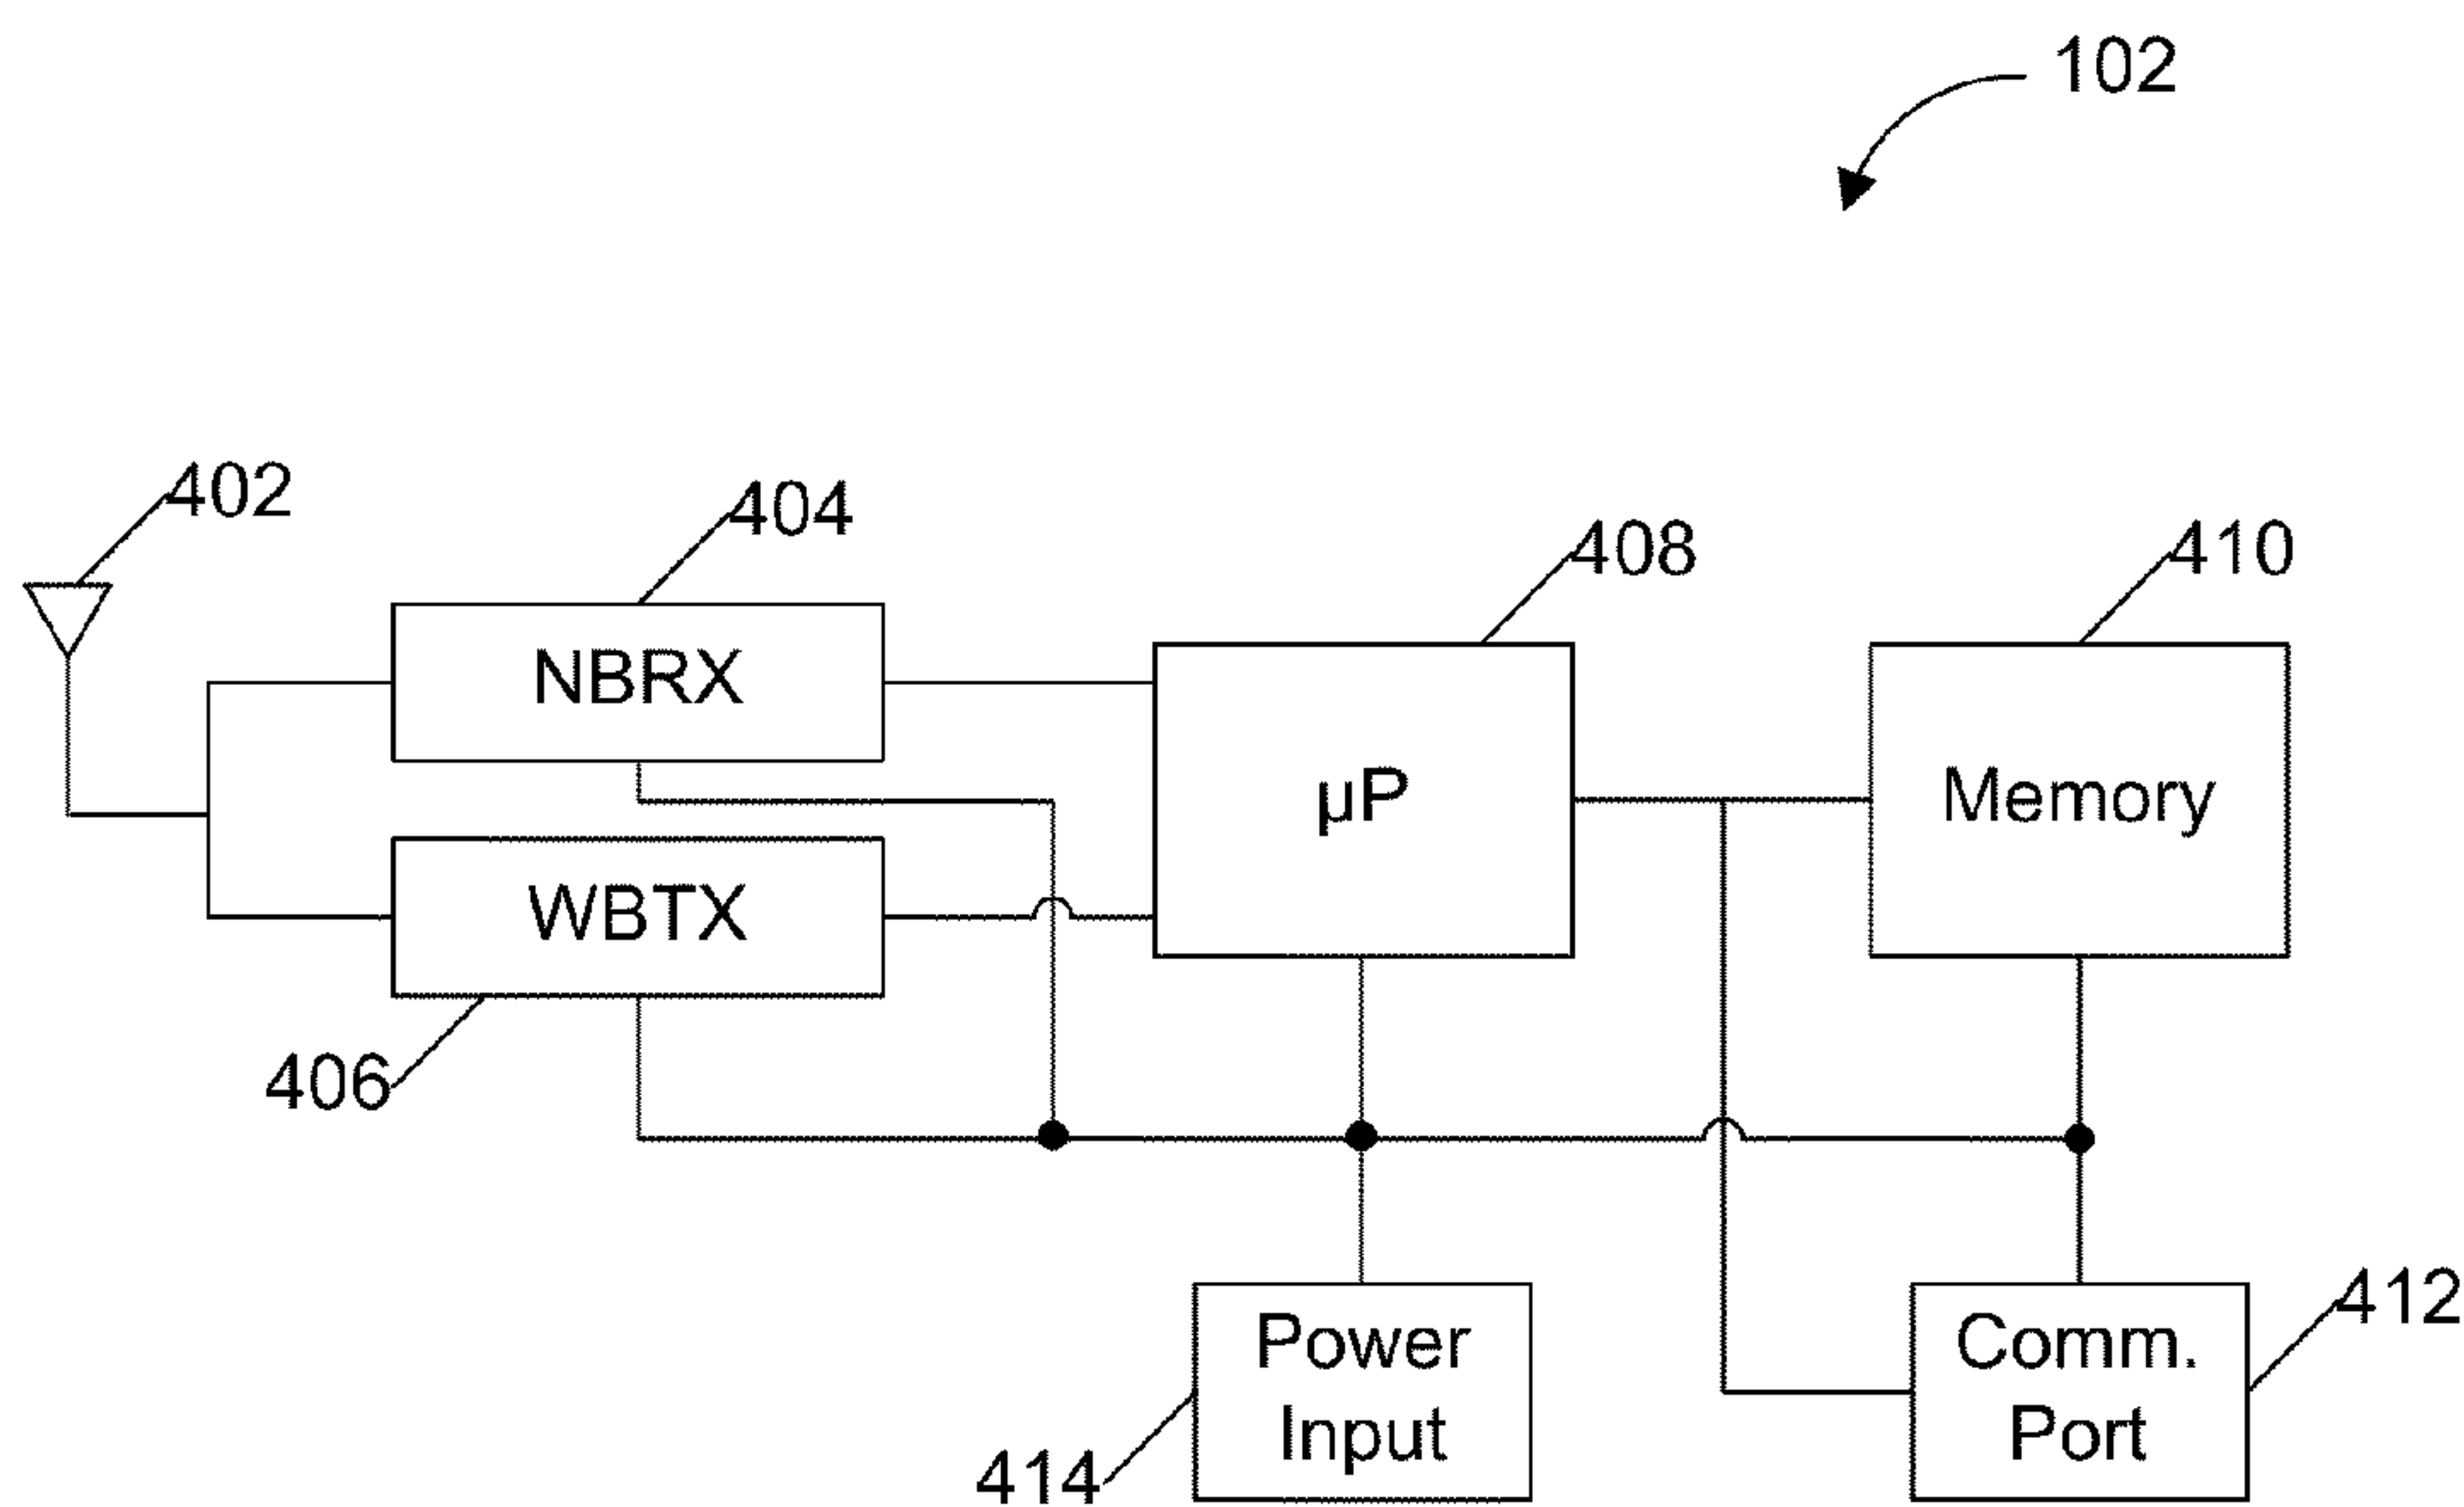 102
402
404
408
410
NBRX
µP
Memory
WBTX
406
412
Power
Input
Comm.
Port
414